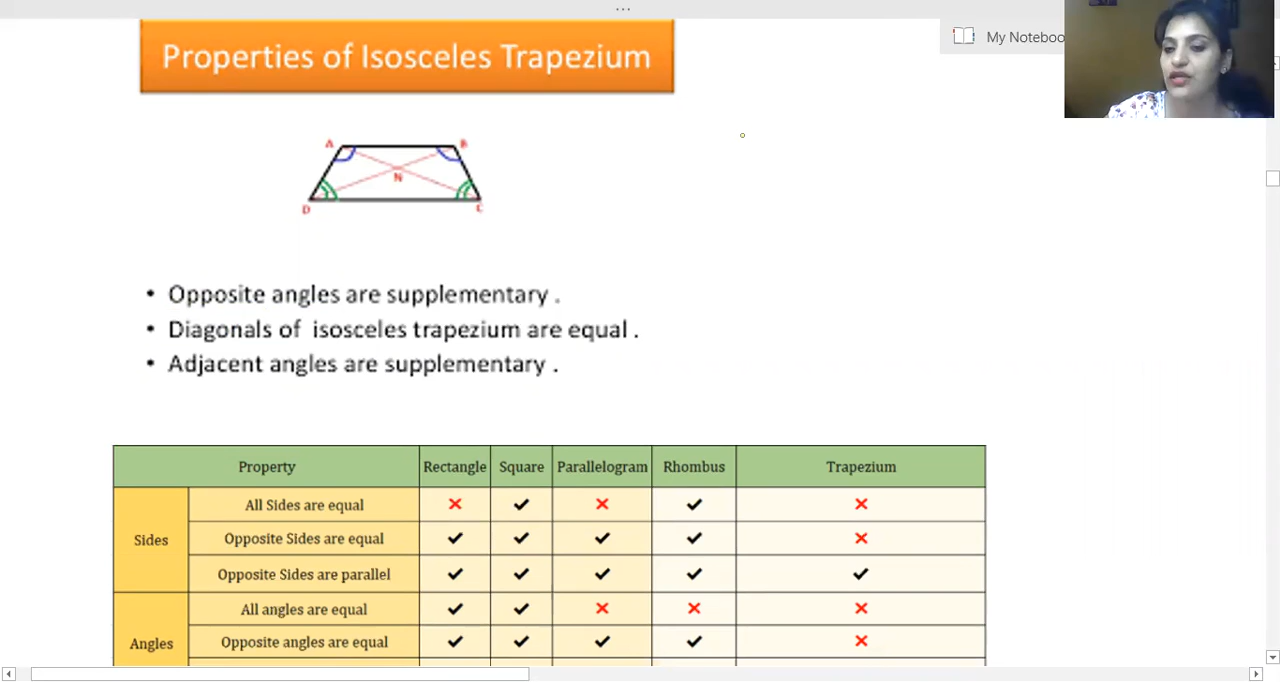 ...
My Noteboo
Properties of Isosceles Trapezium
A B
N
D C
• Opposite angles are supplementary .
• Diagonals of isosceles trapezium are equal .
• Adjacent angles are supplementary .
Property Rectangle Square Parallelogram Rhombus Trapezium
Sides
All Sides are equal ✕ ✓ ✕ ✓ ✕
Opposite Sides are equal ✓ ✓ ✓ ✓ ✕
Opposite Sides are parallel ✓ ✓ ✓ ✓ ✓
Angles
All angles are equal ✓ ✓ ✕ ✕ ✕
Opposite angles are equal ✓ ✓ ✓ ✓ ✕